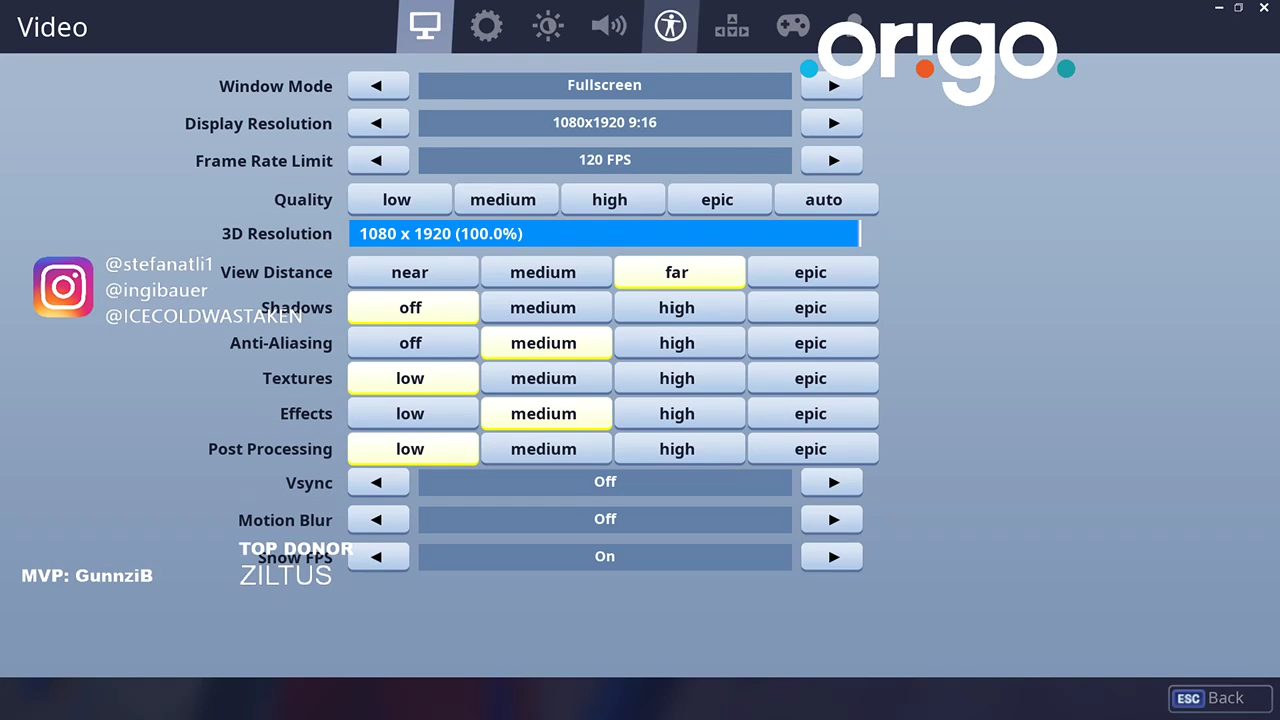 Video
origo.
Window Mode
Fullscreen
Display Resolution
1080x1920 9:16
Frame Rate Limit
120 FPS
Quality
low medium high epic auto
3D Resolution
1080 x 1920 (100.0%)
@stefanatli1
@ingibauer
@ICECOLDWASTAKEN
View Distance
near medium far epic
Shadows
off medium high epic
Anti-Aliasing
off medium high epic
Textures
low medium high epic
Effects
low medium high epic
Post Processing
low medium high epic
Vsync
Off
Motion Blur
Off
Show FPS
On
TOP DONOR
ZILTUS
MVP: GunnziB
ESC Back